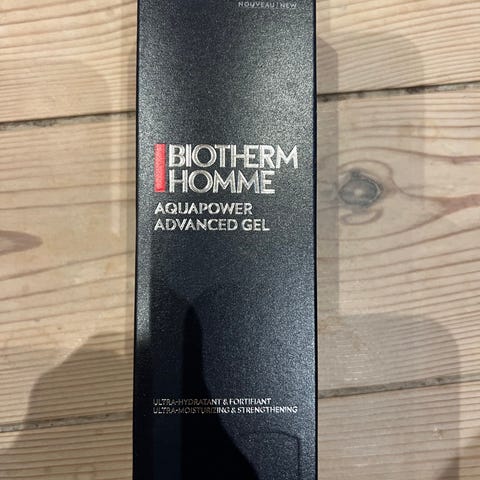 NOUVEAU | NEW
BIOTHERM
HOMME
AQUAPOWER
ADVANCED GEL
ULTRA-HYDRATANT & FORTIFIANT
ULTRA-MOISTURIZING & STRENGTHENING